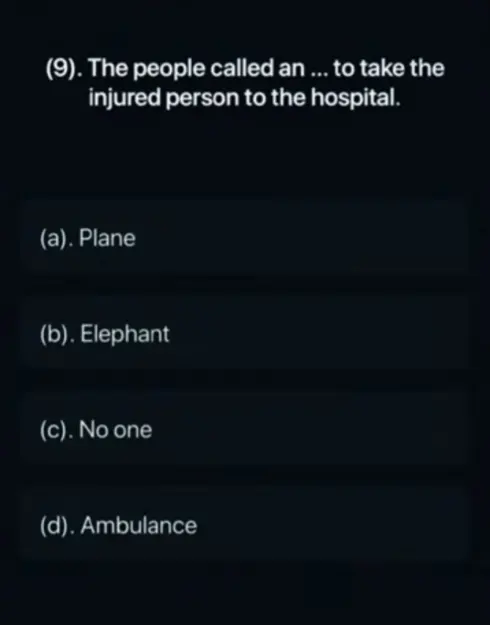 (9). The people called an ... to take the
injured person to the hospital.
(a). Plane
(b). Elephant
(c). No one
(d). Ambulance